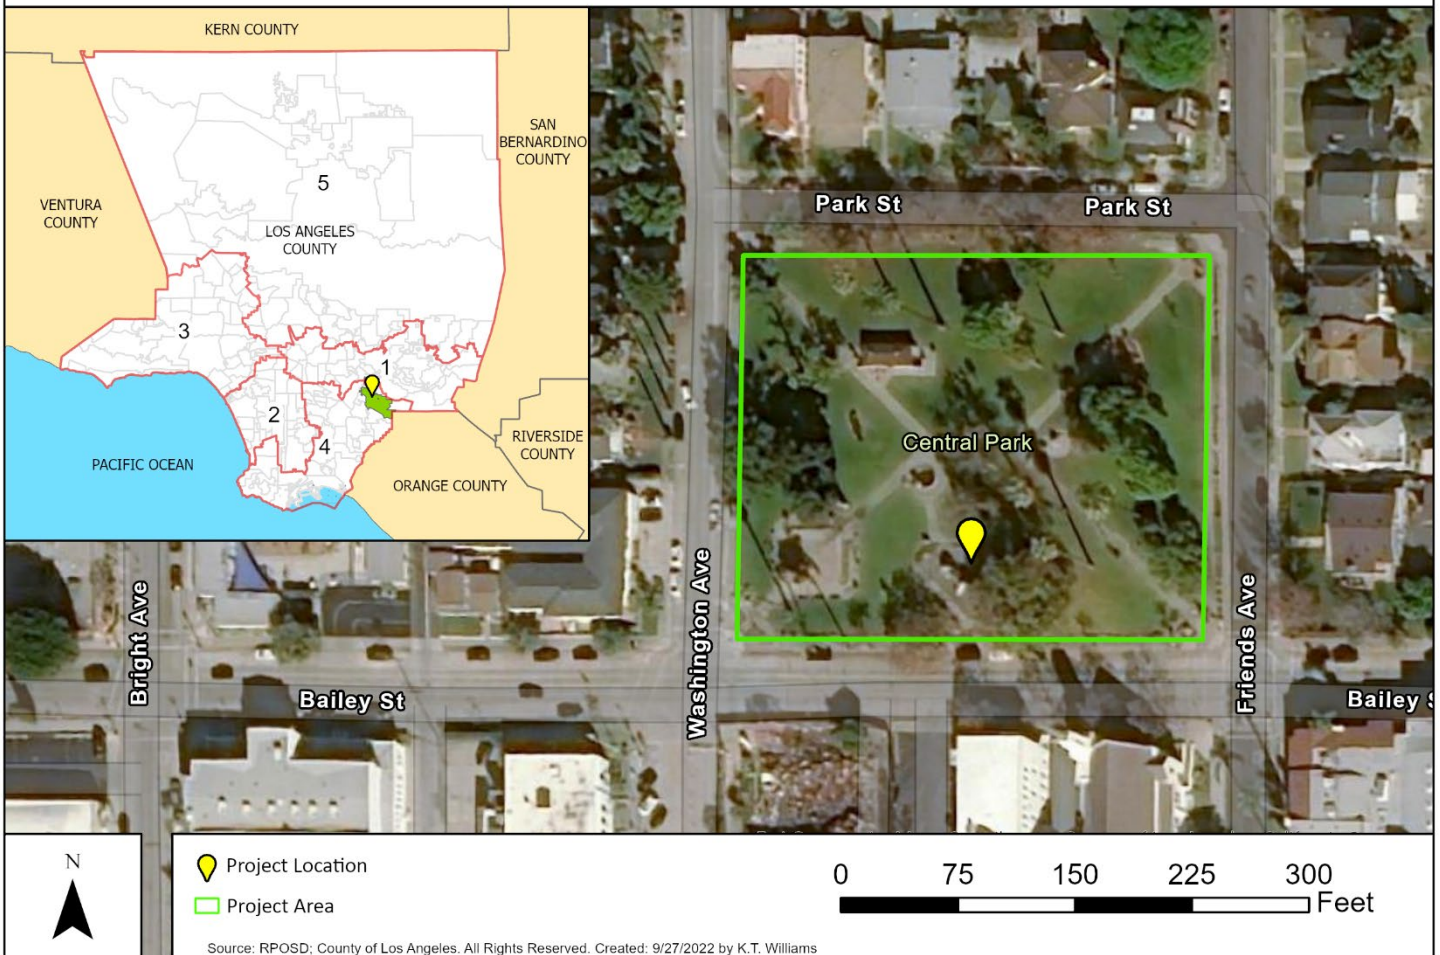 KERN COUNTY
SAN
BERNARDINO
COUNTY
5
VENTURA
COUNTY
LOS ANGELES
COUNTY
3
1
2
4
RIVERSIDE
COUNTY
PACIFIC OCEAN
ORANGE COUNTY
Park St
Park St
Central Park
Bright Ave
Washington Ave
Friends Ave
Bailey St
Bailey S
N
Project Location
Project Area
0 75 150 225 300
Feet
Source: RPOSD; County of Los Angeles. All Rights Reserved. Created: 9/27/2022 by K.T. Williams